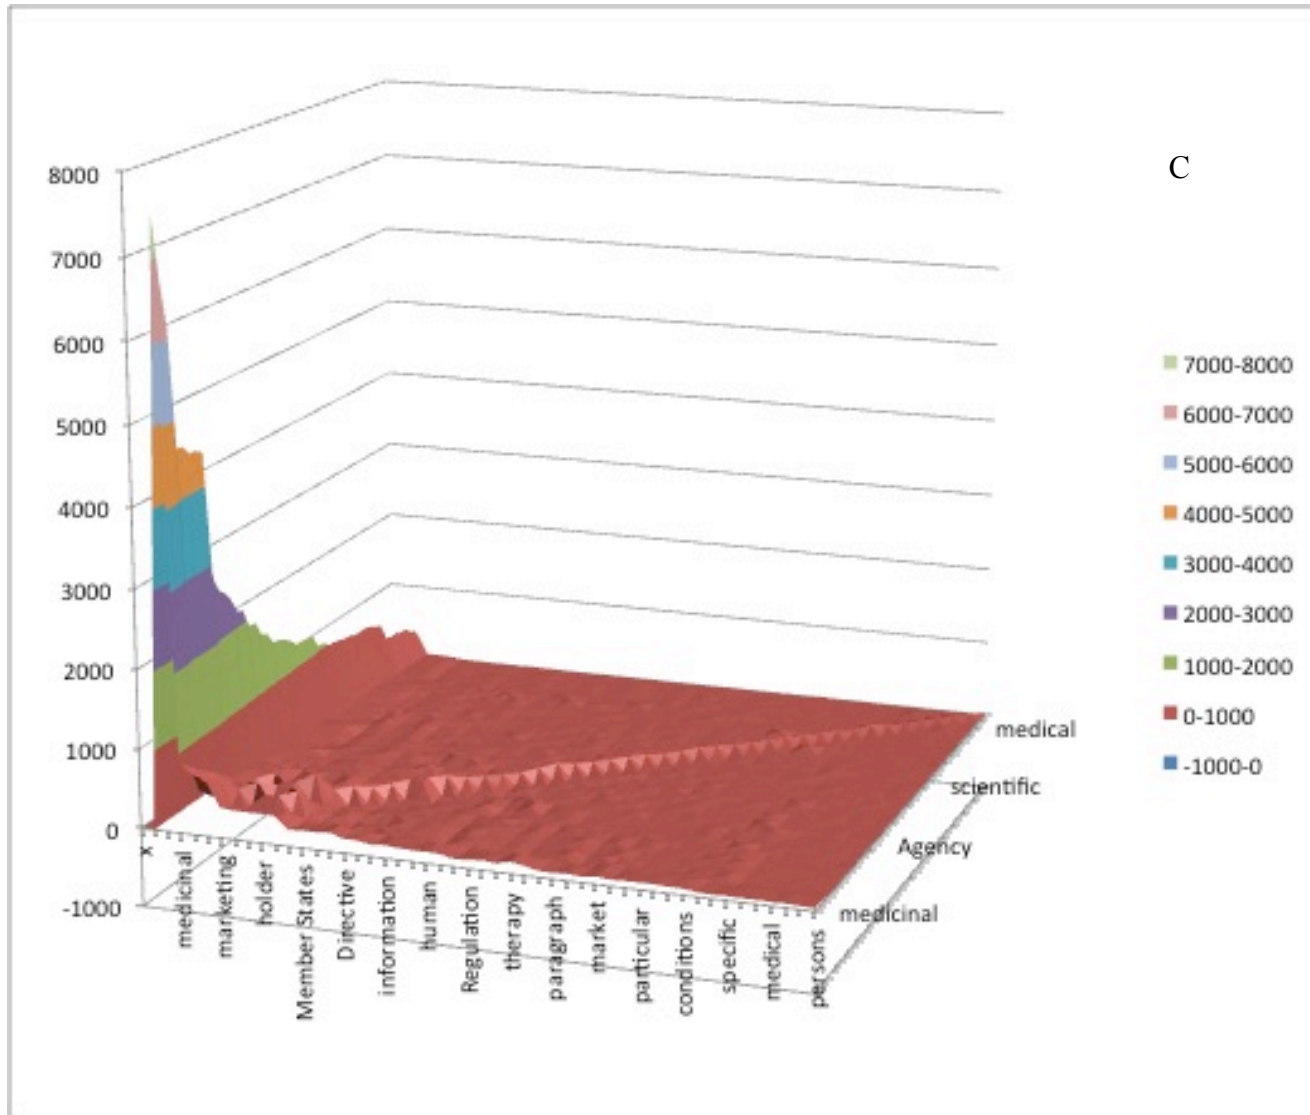 C
8000
7000
6000
5000
4000
3000
2000
1000
0
-1000
x
medicinal
marketing
holder
Member States
Directive
information
human
Regulation
therapy
paragraph
market
particular
conditions
specific
medical
persons
medicinal
Agency
scientific
medical
7000-8000
6000-7000
5000-6000
4000-5000
3000-4000
2000-3000
1000-2000
0-1000
-1000-0